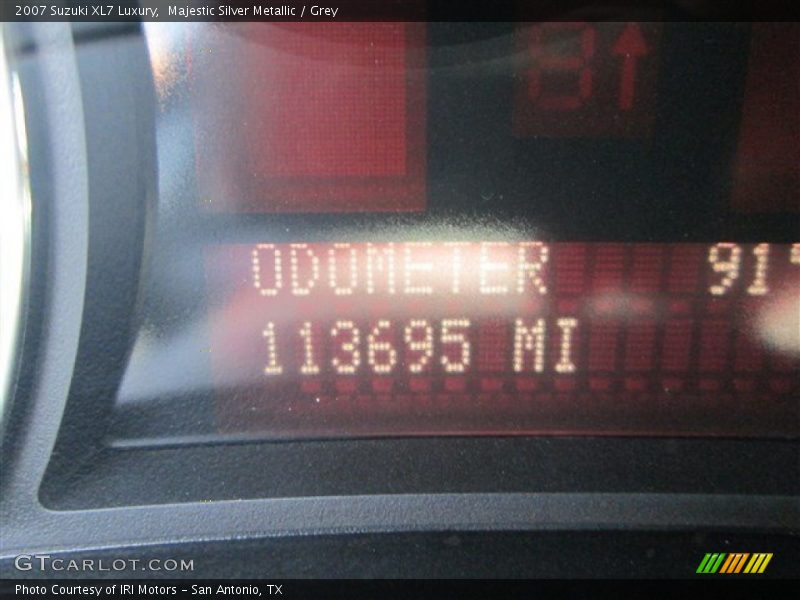 2007 Suzuki XL7 Luxury,  Majestic Silver Metallic / Grey
ODOMETER 91°
113695 MI
GTCARLOT.COM
Photo Courtesy of IRI Motors – San Antonio, TX